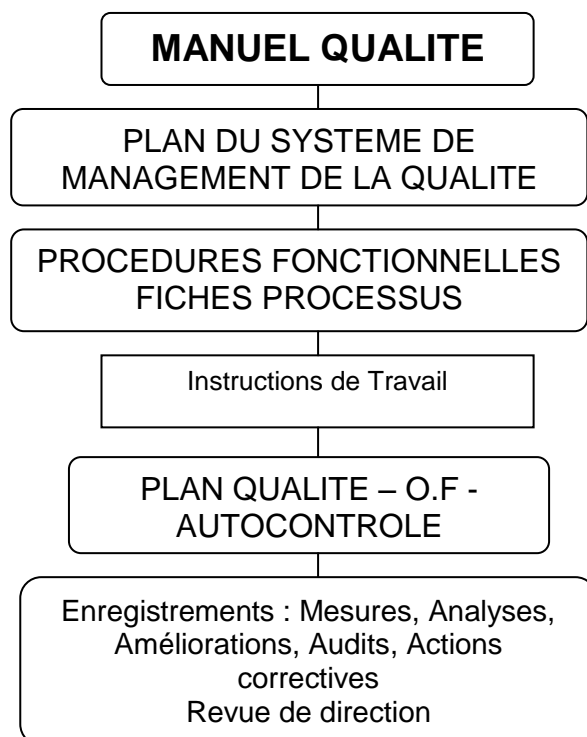 MANUEL QUALITE
PLAN DU SYSTEME DE
MANAGEMENT DE LA QUALITE
PROCEDURES FONCTIONNELLES
FICHES PROCESSUS
Instructions de Travail
PLAN QUALITE – O.F -
AUTOCONTROLE
Enregistrements : Mesures, Analyses,
Améliorations, Audits, Actions
correctives
Revue de direction